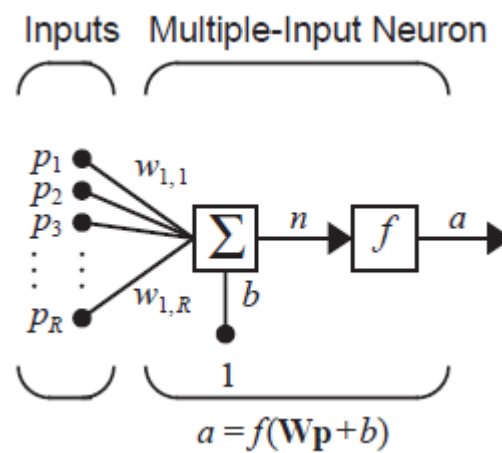 Inputs Multiple-Input Neuron
p1 w1,1
p2
p3 Σ n f a
pR w1,R b
1
a = f(Wp + b)